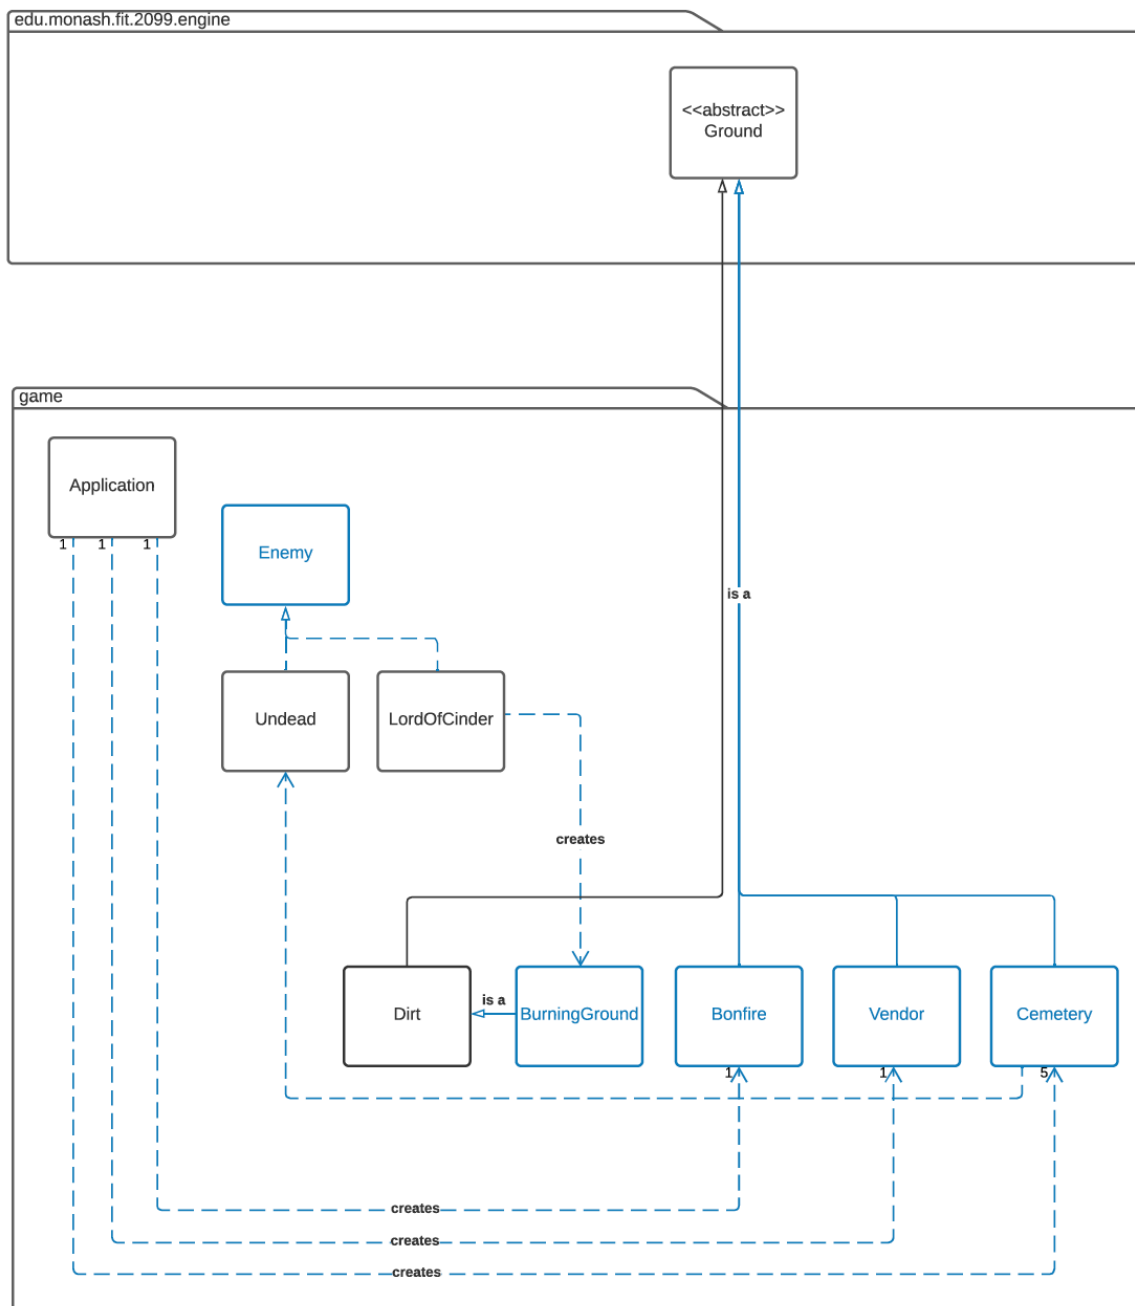 edu.monash.fit.2099.engine
<<abstract>>
Ground
game
Application
1 1 1
Enemy
is a
Undead
LordOfCinder
creates
Dirt
is a
BurningGround
Bonfire
Vendor
Cemetery
1
1
5
creates
creates
creates